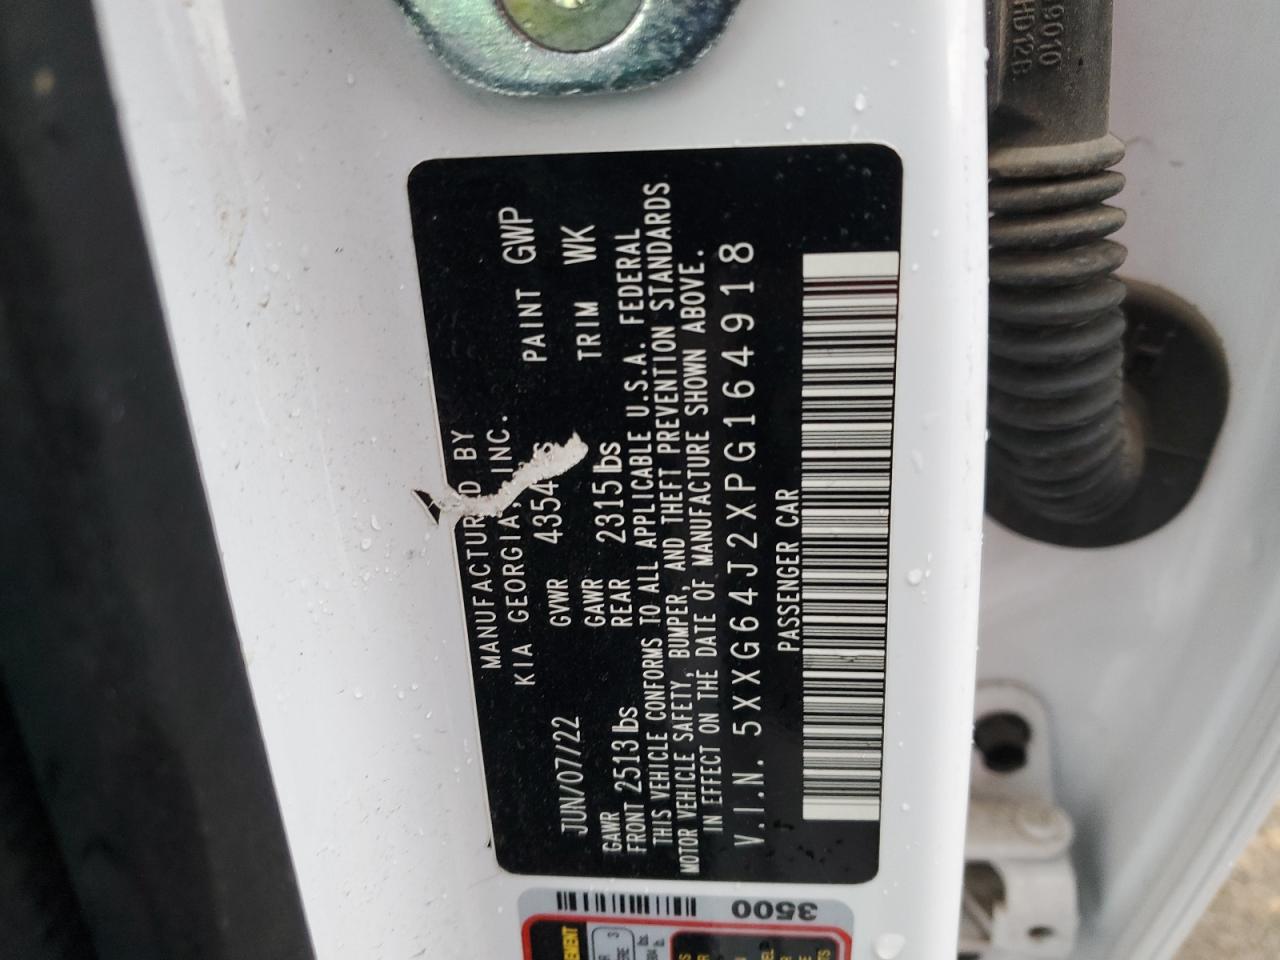 MANUFACTURED BY
KIA GEORGIA, INC.
JUN/07/22 GVWR 4354 PAINT GWP
GAWR FRONT 2513 lbs GAWR REAR 2315 lbs TRIM WK
THIS VEHICLE CONFORMS TO ALL APPLICABLE U.S.A. FEDERAL
MOTOR VEHICLE SAFETY, BUMPER, AND THEFT PREVENTION STANDARDS
IN EFFECT ON THE DATE OF MANUFACTURE SHOWN ABOVE.
V.I.N. 5XXG64J2XPG164918
PASSENGER CAR
3500
HD12B